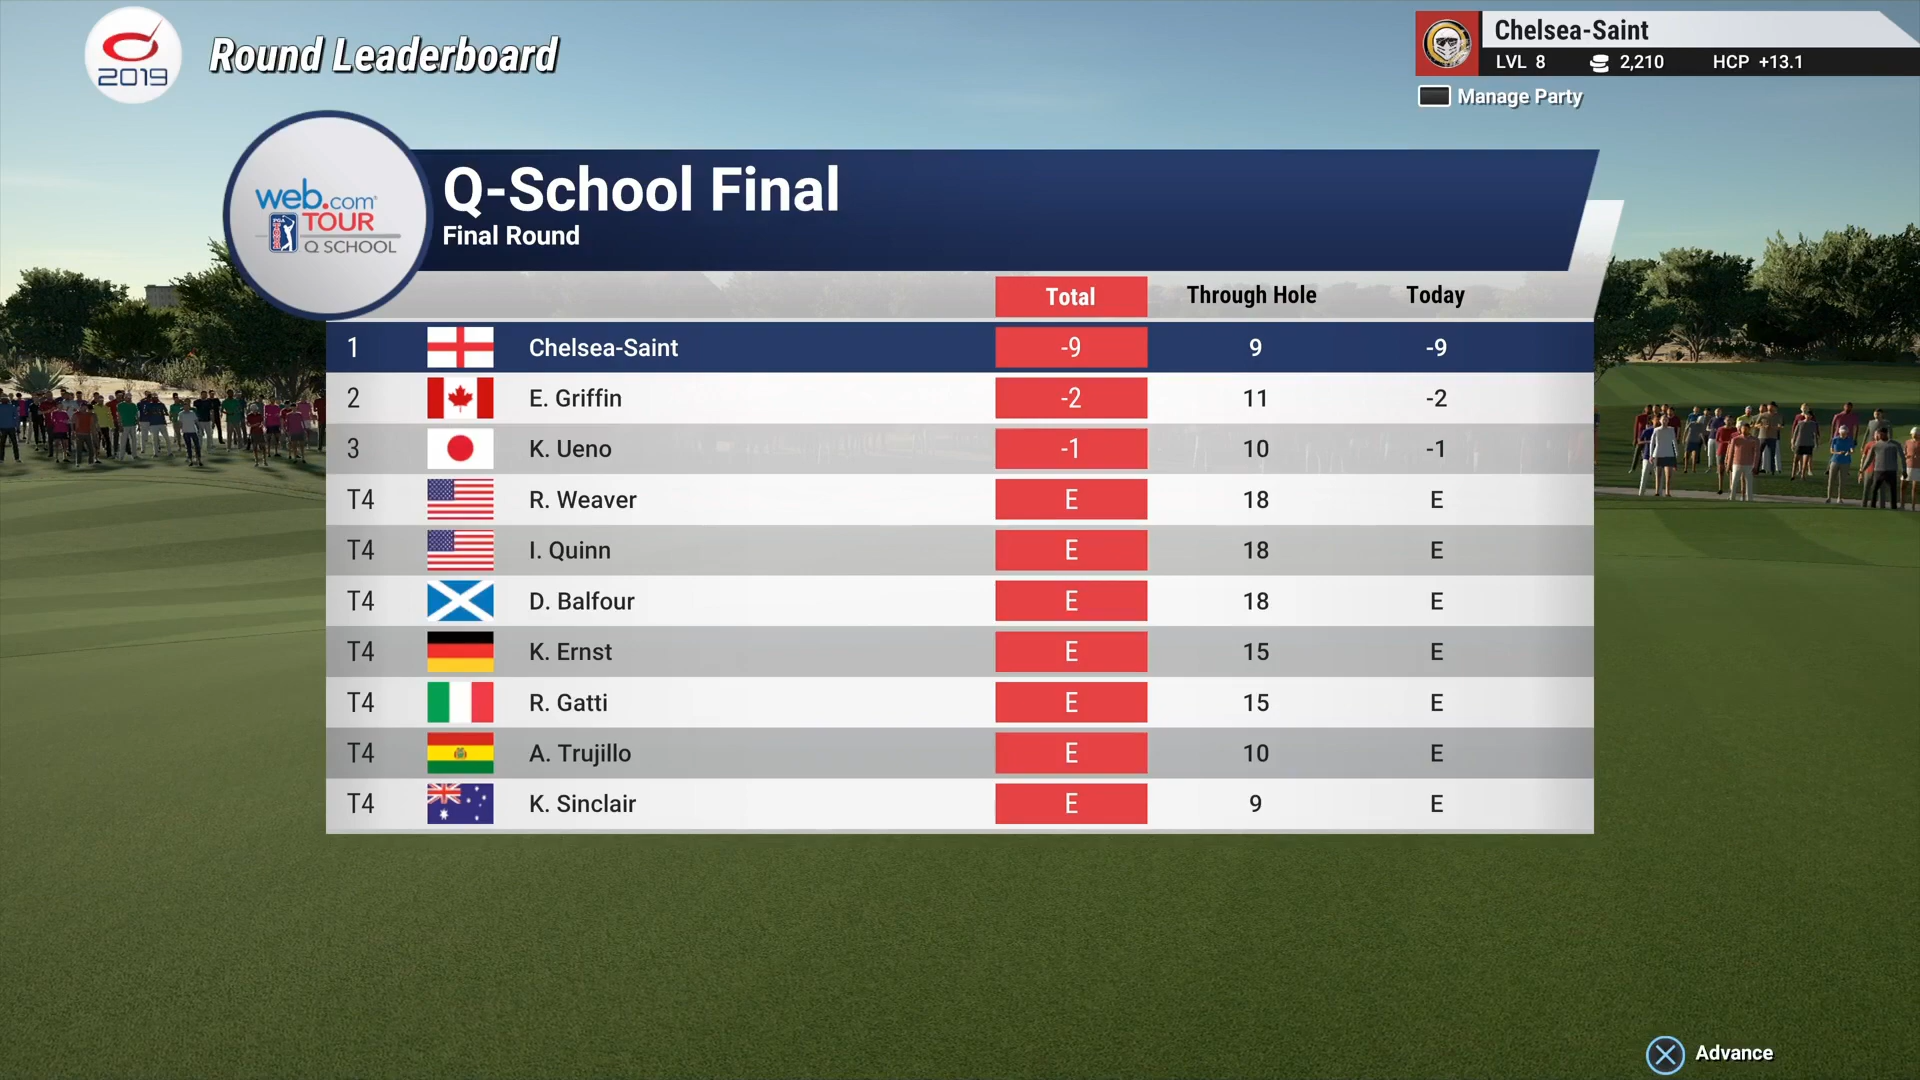 2019
Round Leaderboard
Chelsea-Saint
LVL 8 2,210 HCP +13.1
Manage Party
web.com®
PGA TOUR TOUR
Q SCHOOL
Q-School Final
Final Round
Total Through Hole Today
1 Chelsea-Saint -9 9 -9
2 E. Griffin -2 11 -2
3 K. Ueno -1 10 -1
T4 R. Weaver E 18 E
T4 I. Quinn E 18 E
T4 D. Balfour E 18 E
T4 K. Ernst E 15 E
T4 R. Gatti E 15 E
T4 A. Trujillo E 10 E
T4 K. Sinclair E 9 E
Advance